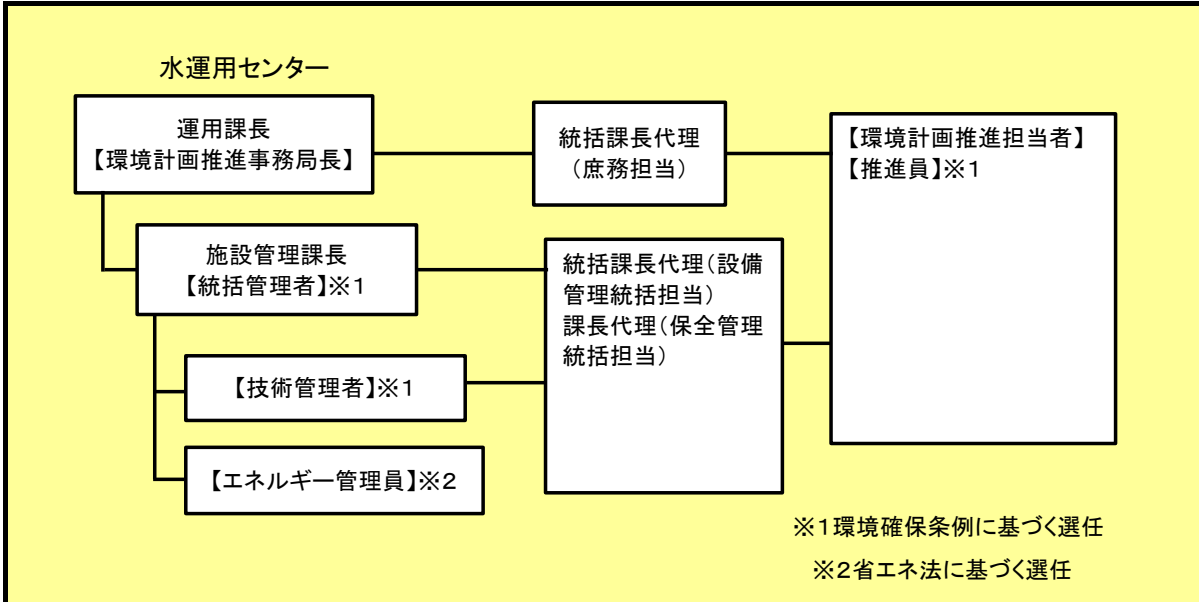 水運用センター
運用課長
【環境計画推進事務局長】
統括課長代理
（庶務担当）
【環境計画推進担当者】
【推進員】※１
施設管理課長
【統括管理者】※１
統括課長代理（設備
管理統括担当）
課長代理（保全管理
統括担当）
【技術管理者】※１
【エネルギー管理員】※２
※１環境確保条例に基づく選任
※２省エネ法に基づく選任